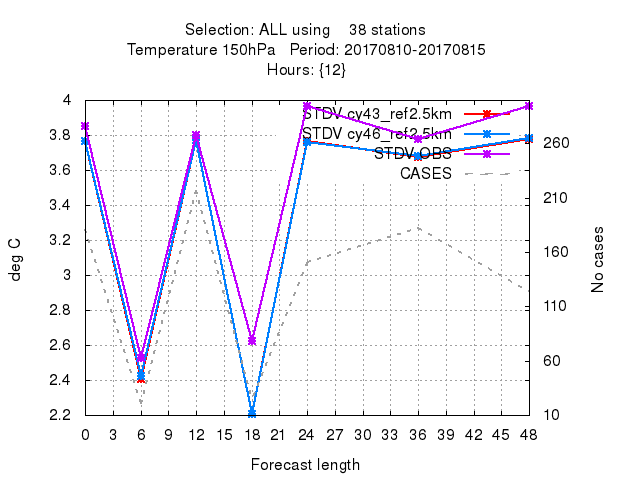 Selection: ALL using 38 stations
Temperature 150hPa Period: 20170810-20170815
Hours: {12}
STDV cy43_ref2.5km
STDV cy46_ref2.5km
STDV OBS
CASES
4
3.8
3.6
3.4
3.2
3
2.8
2.6
2.4
2.2
deg C
260
210
160
110
60
10
No cases
0 3 6 9 12 15 18 21 24 27 30 33 36 39 42 45 48
Forecast length